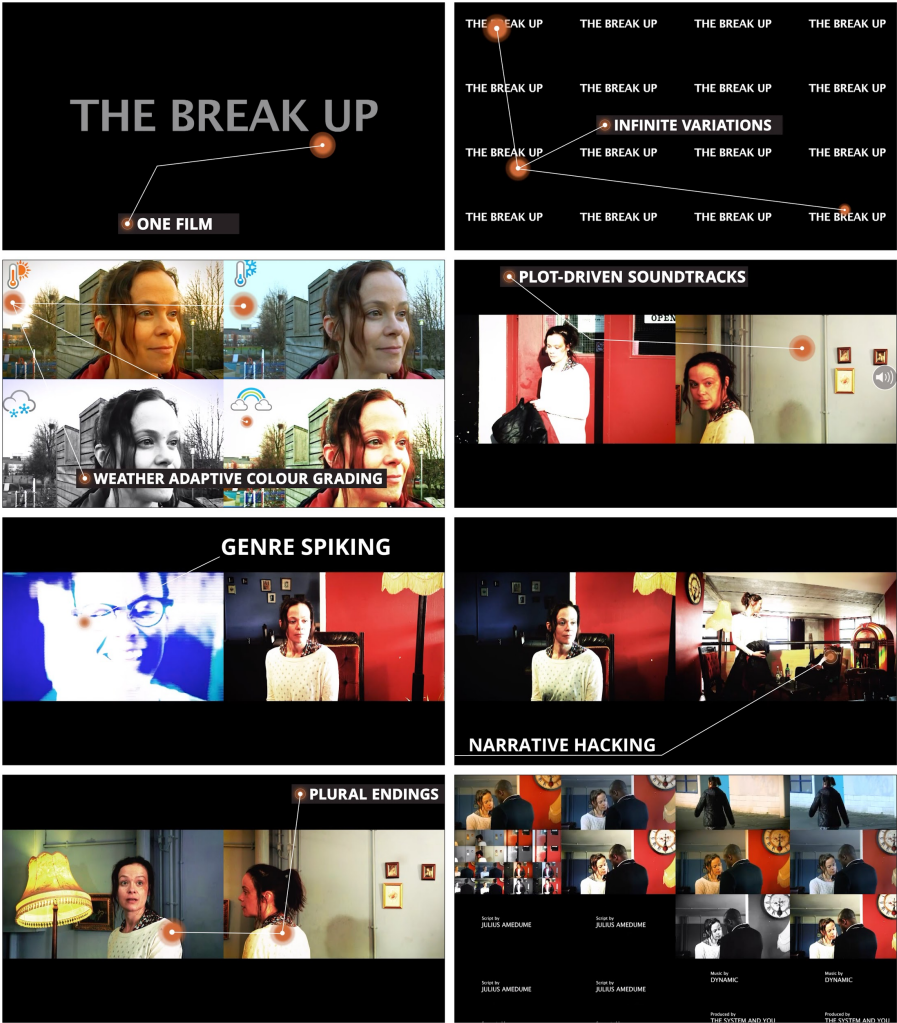 THE BREAK UP
ONE FILM
THE BREAK UP THE BREAK UP THE BREAK UP THE BREAK UP
THE BREAK UP THE BREAK UP THE BREAK UP THE BREAK UP
INFINITE VARIATIONS
THE BREAK UP THE BREAK UP THE BREAK UP THE BREAK UP
THE BREAK UP THE BREAK UP THE BREAK UP THE BREAK UP
WEATHER ADAPTIVE COLOUR GRADING
PLOT-DRIVEN SOUNDTRACKS
OPEN
GENRE SPIKING
NARRATIVE HACKING
PLURAL ENDINGS
Script by Script by
JULIUS AMEDUME JULIUS AMEDUME
Music by Music by
DYNAMIC DYNAMIC
Script by Script by
JULIUS AMEDUME JULIUS AMEDUME
Produced by Produced by
THE SYSTEM AND YOU THE SYSTEM AND YOU